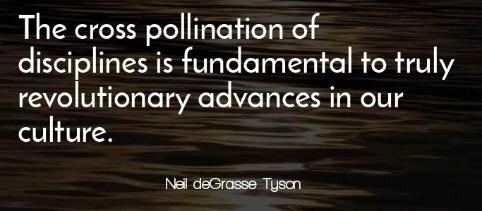 The cross pollination of
disciplines is fundamental to truly
revolutionary advances in our
culture.
Neil deGrasse Tyson